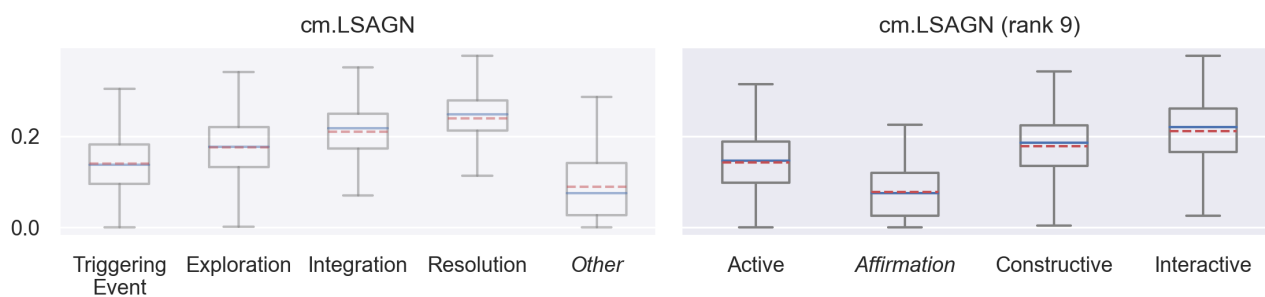 cm.LSAGN
cm.LSAGN (rank 9)
0.2
0.0
Triggering Event
Exploration
Integration
Resolution
Other
Active
Affirmation
Constructive
Interactive